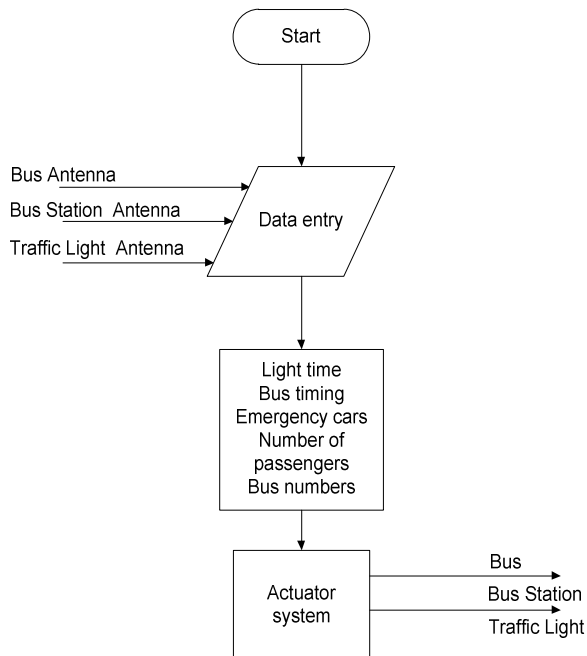 Start
Bus Antenna
Bus Station Antenna
Traffic Light Antenna
Data entry
Light time
Bus timing
Emergency cars
Number of
passengers
Bus numbers
Actuator
system
Bus
Bus Station
Traffic Light